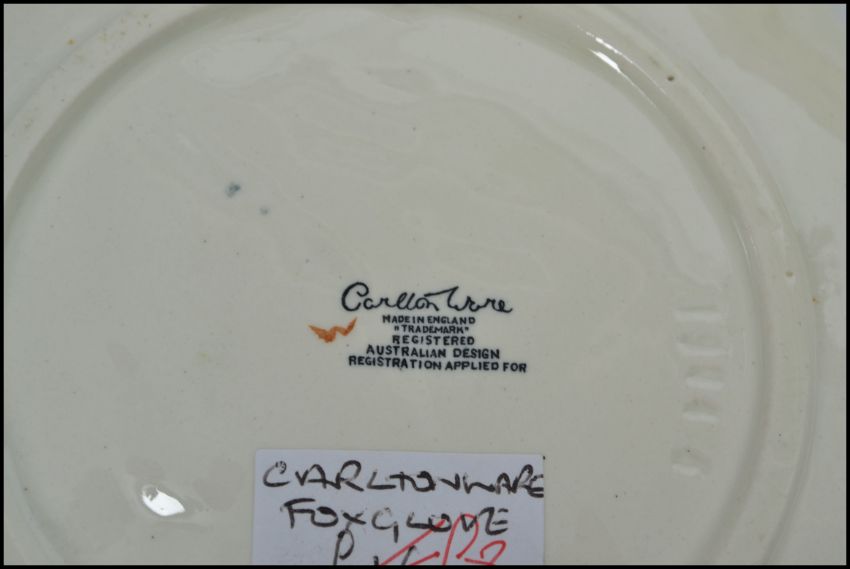 Carlton Ware
MADE IN ENGLAND
"TRADEMARK"
REGISTERED
AUSTRALIAN DESIGN
REGISTRATION APPLIED FOR
CARLTONWARE
FOXGLOVE